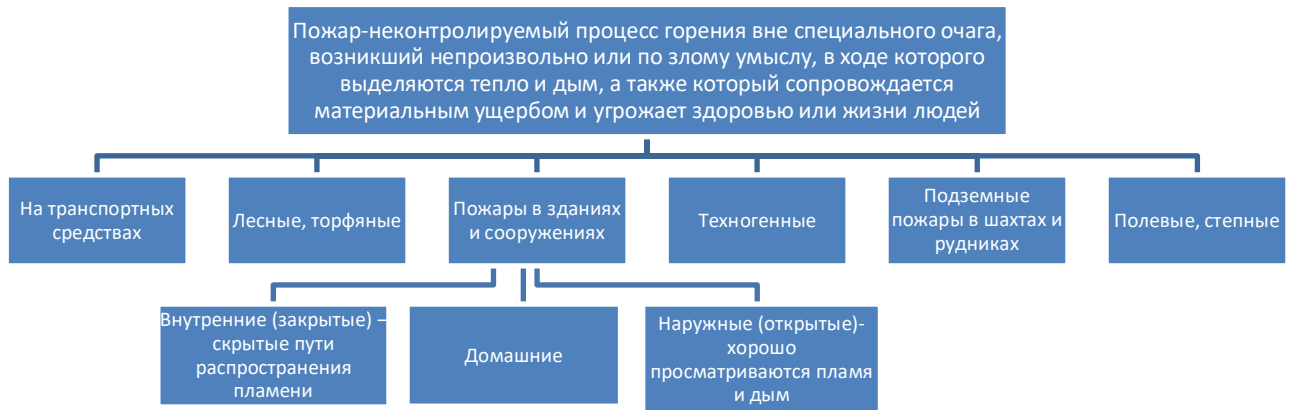 Пожар-неконтролируемый процесс горения вне специального очага,
возникший непроизвольно или по злому умыслу, в ходе которого
выделяются тепло и дым, а также который сопровождается
материальным ущербом и угрожает здоровью или жизни людей
На транспортных
средствах
Лесные, торфяные
Пожары в зданиях
и сооружениях
Техногенные
Подземные
пожары в шахтах и
рудниках
Полевые, степные
Внутренние (закрытые) –
скрытые пути
распространения
пламени
Домашние
Наружные (открытые)-
хорошо
просматриваются пламя
и дым